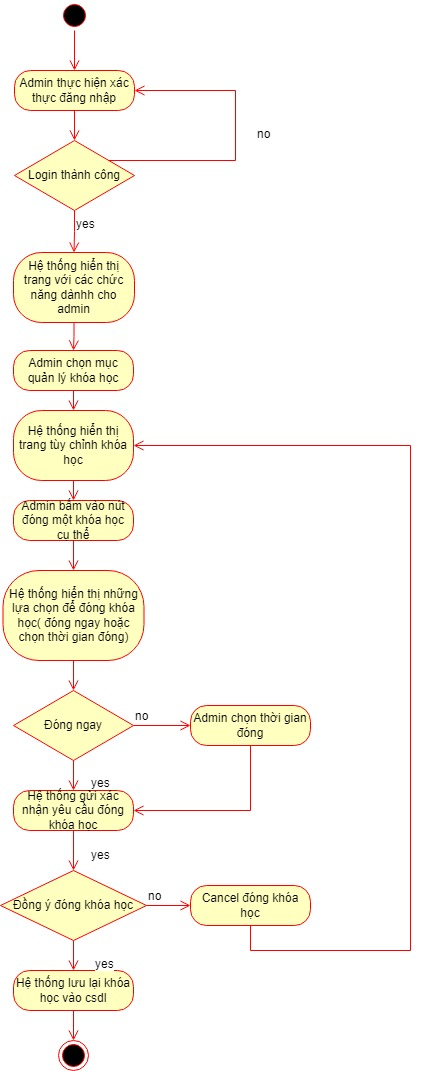 Admin thực hiện xác
thực đăng nhập
no
Login thành công
yes
Hệ thống hiển thị
trang với các chức
năng dànhh cho
admin
Admin chọn mục
quản lý khóa học
Hệ thống hiển thị
trang tùy chỉnh khóa
học
Admin bấm vào nút
đóng một khóa học
cụ thể
Hệ thống hiển thị những
lựa chọn để đóng khóa
học( đóng ngay hoặc
chọn thời gian đóng)
Đóng ngay
no
Admin chọn thời gian
đóng
yes
Hệ thống gửi xác
nhận yêu cầu đóng
khóa học
yes
Đồng ý đóng khóa học
no
Cancel đóng khóa
học
yes
Hệ thống lưu lại khóa
học vào csdl